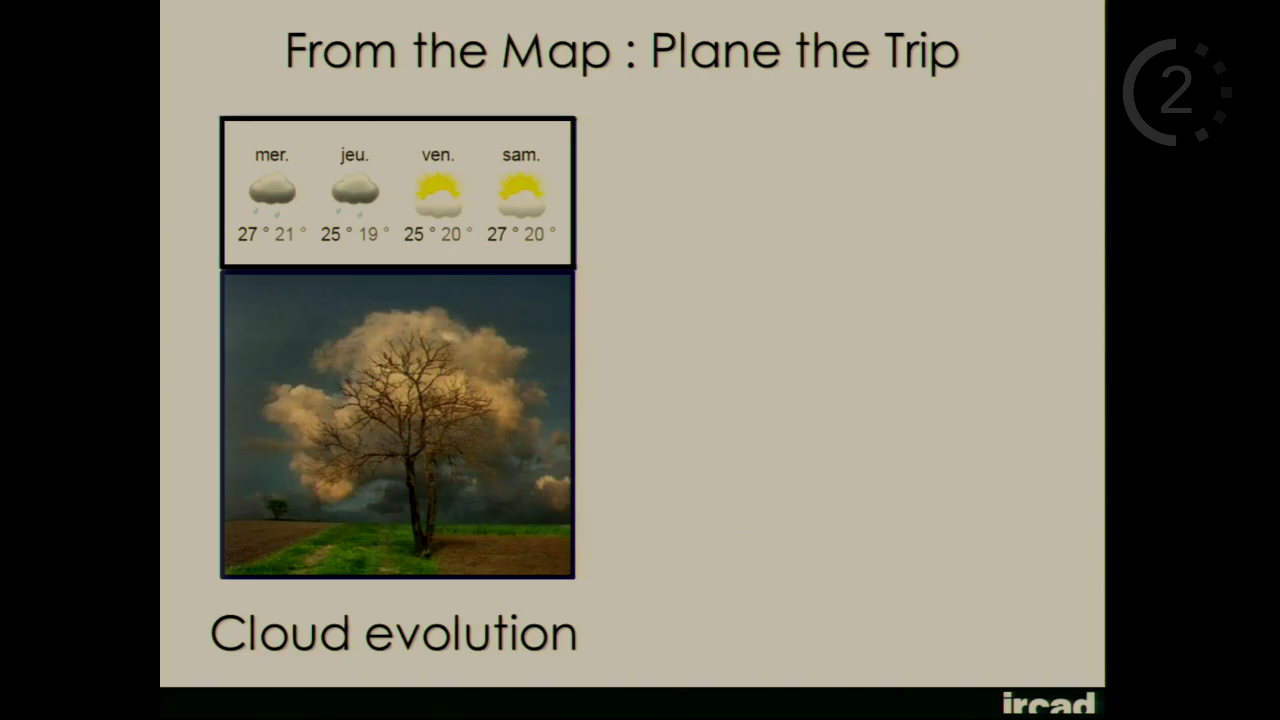 From the Map : Plane the Trip
2
mer. jeu. ven. sam.
27 ° 21 ° 25 ° 19 ° 25 ° 20 ° 27 ° 20 °
Cloud evolution
ircad